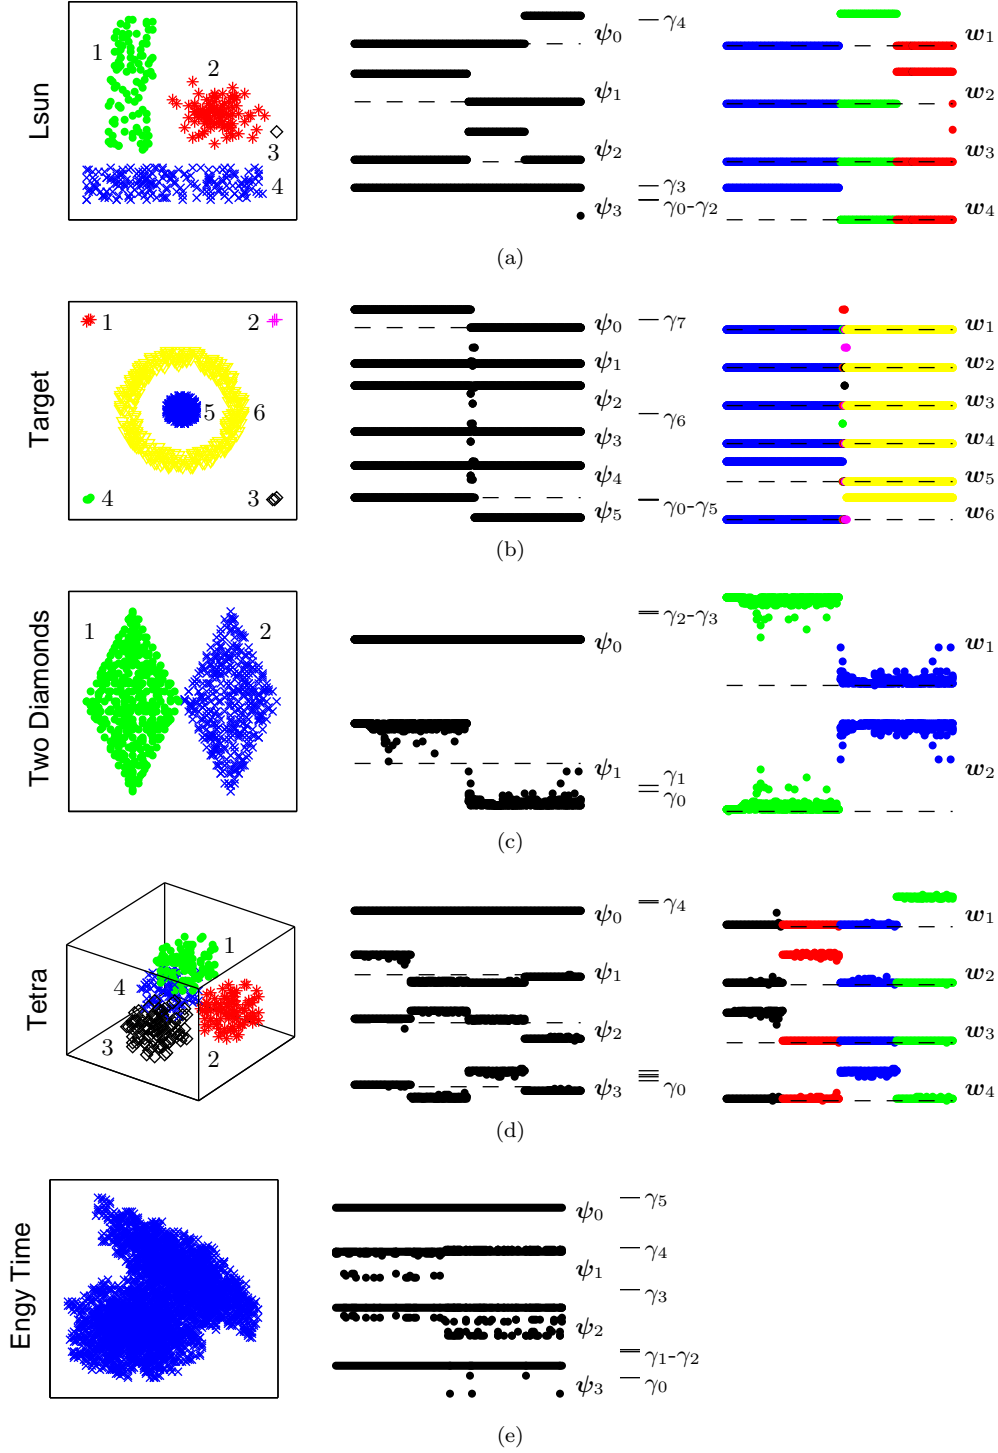 Lsun
1
2
3
4
ψ0
ψ1
ψ2
ψ3
γ4
γ3
γ0-γ2
w1
w2
w3
w4
(a)
Target
1
2
3
4
5
6
ψ0
ψ1
ψ2
ψ3
ψ4
ψ5
γ7
γ6
γ0-γ5
w1
w2
w3
w4
w5
w6
(b)
Two Diamonds
1
2
ψ0
ψ1
γ2-γ3
γ1
γ0
w1
w2
(c)
Tetra
1
2
3
4
ψ0
ψ1
ψ2
ψ3
γ4
γ0
w1
w2
w3
w4
(d)
Engy Time
ψ0
ψ1
ψ2
ψ3
γ5
γ4
γ3
γ1-γ2
γ0
(e)